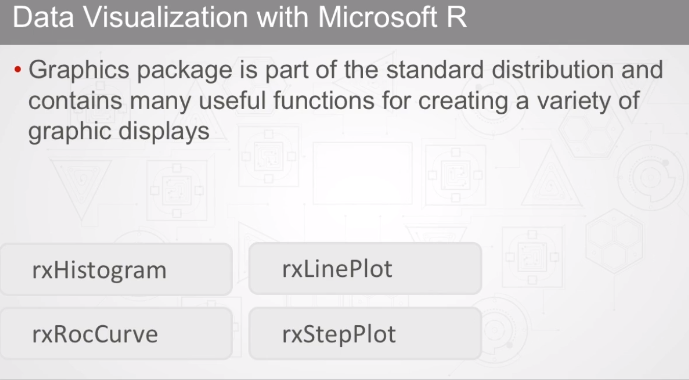 Data Visualization with Microsoft R
• Graphics package is part of the standard distribution and
contains many useful functions for creating a variety of
graphic displays
rxHistogram
rxLinePlot
rxRocCurve
rxStepPlot